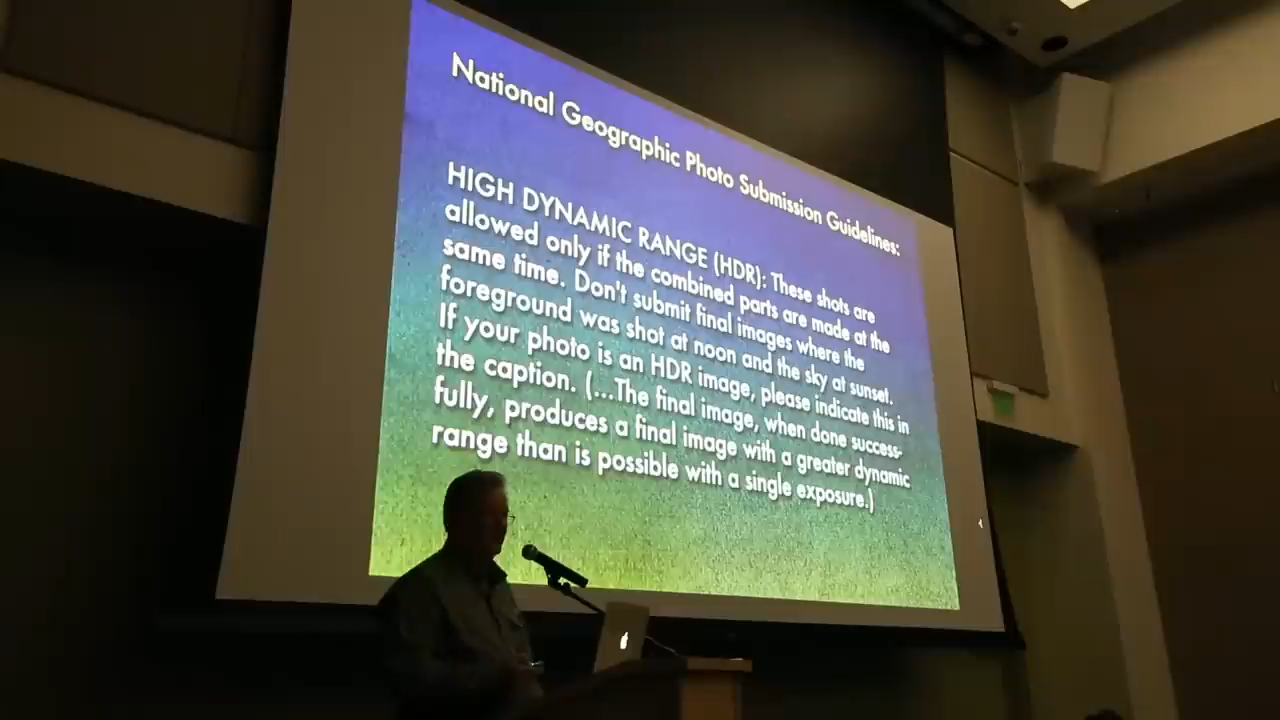 National Geographic Photo Submission Guidelines:
HIGH DYNAMIC RANGE (HDR): These shots are
allowed only if the combined parts are made at the
same time. Don't submit final images where the
foreground was shot at noon and the sky at sunset.
If your photo is an HDR image, please indicate this in
the caption. (...The final image, when done success-
fully, produces a final image with a greater dynamic
range than is possible with a single exposure.)